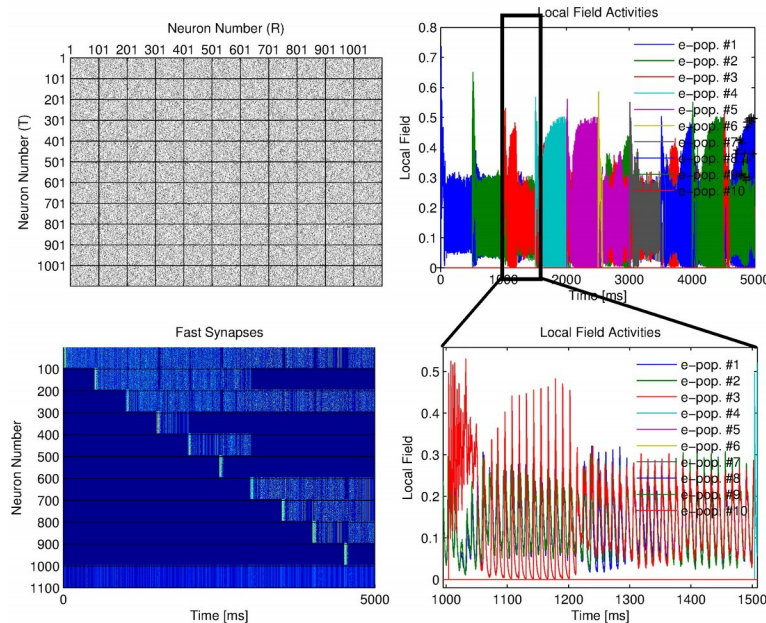 Neuron Number (R)
1 101 201 301 401 501 601 701 801 901 1001
Neuron Number (T)
1
101
201
301
401
501
601
701
801
901
1001
Local Field Activities
Local Field
0.8
0.7
0.6
0.5
0.4
0.3
0.2
0.1
0
e-pop. #1
e-pop. #2
e-pop. #3
e-pop. #4
e-pop. #5
e-pop. #6
e-pop. #7
e-pop. #8
e-pop. #9
e-pop. #10
0 1000 2000 3000 4000 5000
Time [ms]
Fast Synapses
Neuron Number
100
200
300
400
500
600
700
800
900
1000
1100
0 5000
Time [ms]
Local Field Activities
Local Field
0.5
0.4
0.3
0.2
0.1
0
e-pop. #1
e-pop. #2
e-pop. #3
e-pop. #4
e-pop. #5
e-pop. #6
e-pop. #7
e-pop. #8
e-pop. #9
e-pop. #10
1000 1100 1200 1300 1400 1500
Time [ms]